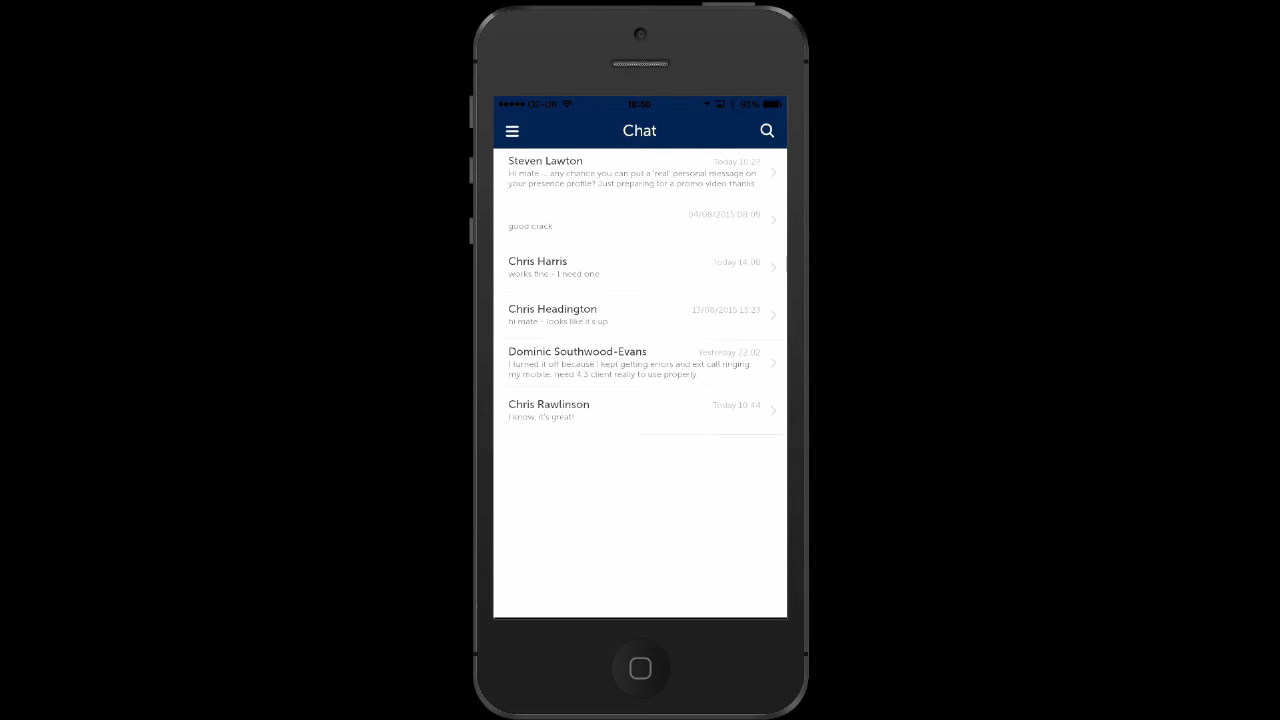 O2-UK 18:50 93%
Chat
Steven Lawton Today 10:27
Hi mate ... any chance you can put a 'real' personal message on
your presence profile? Just preparing for a promo video thanks
04/08/2015 08:09
good crack
Chris Harris Today 14:08
works fine - I need one
Chris Headington 13/08/2015 13:23
hi mate - looks like it's up
Dominic Southwood-Evans Yesterday 22:02
I turned it off because I kept getting errors and ext call ringing
my mobile. need 4.3 client really to use properly.
Chris Rawlinson Today 10:44
I know, it's great!